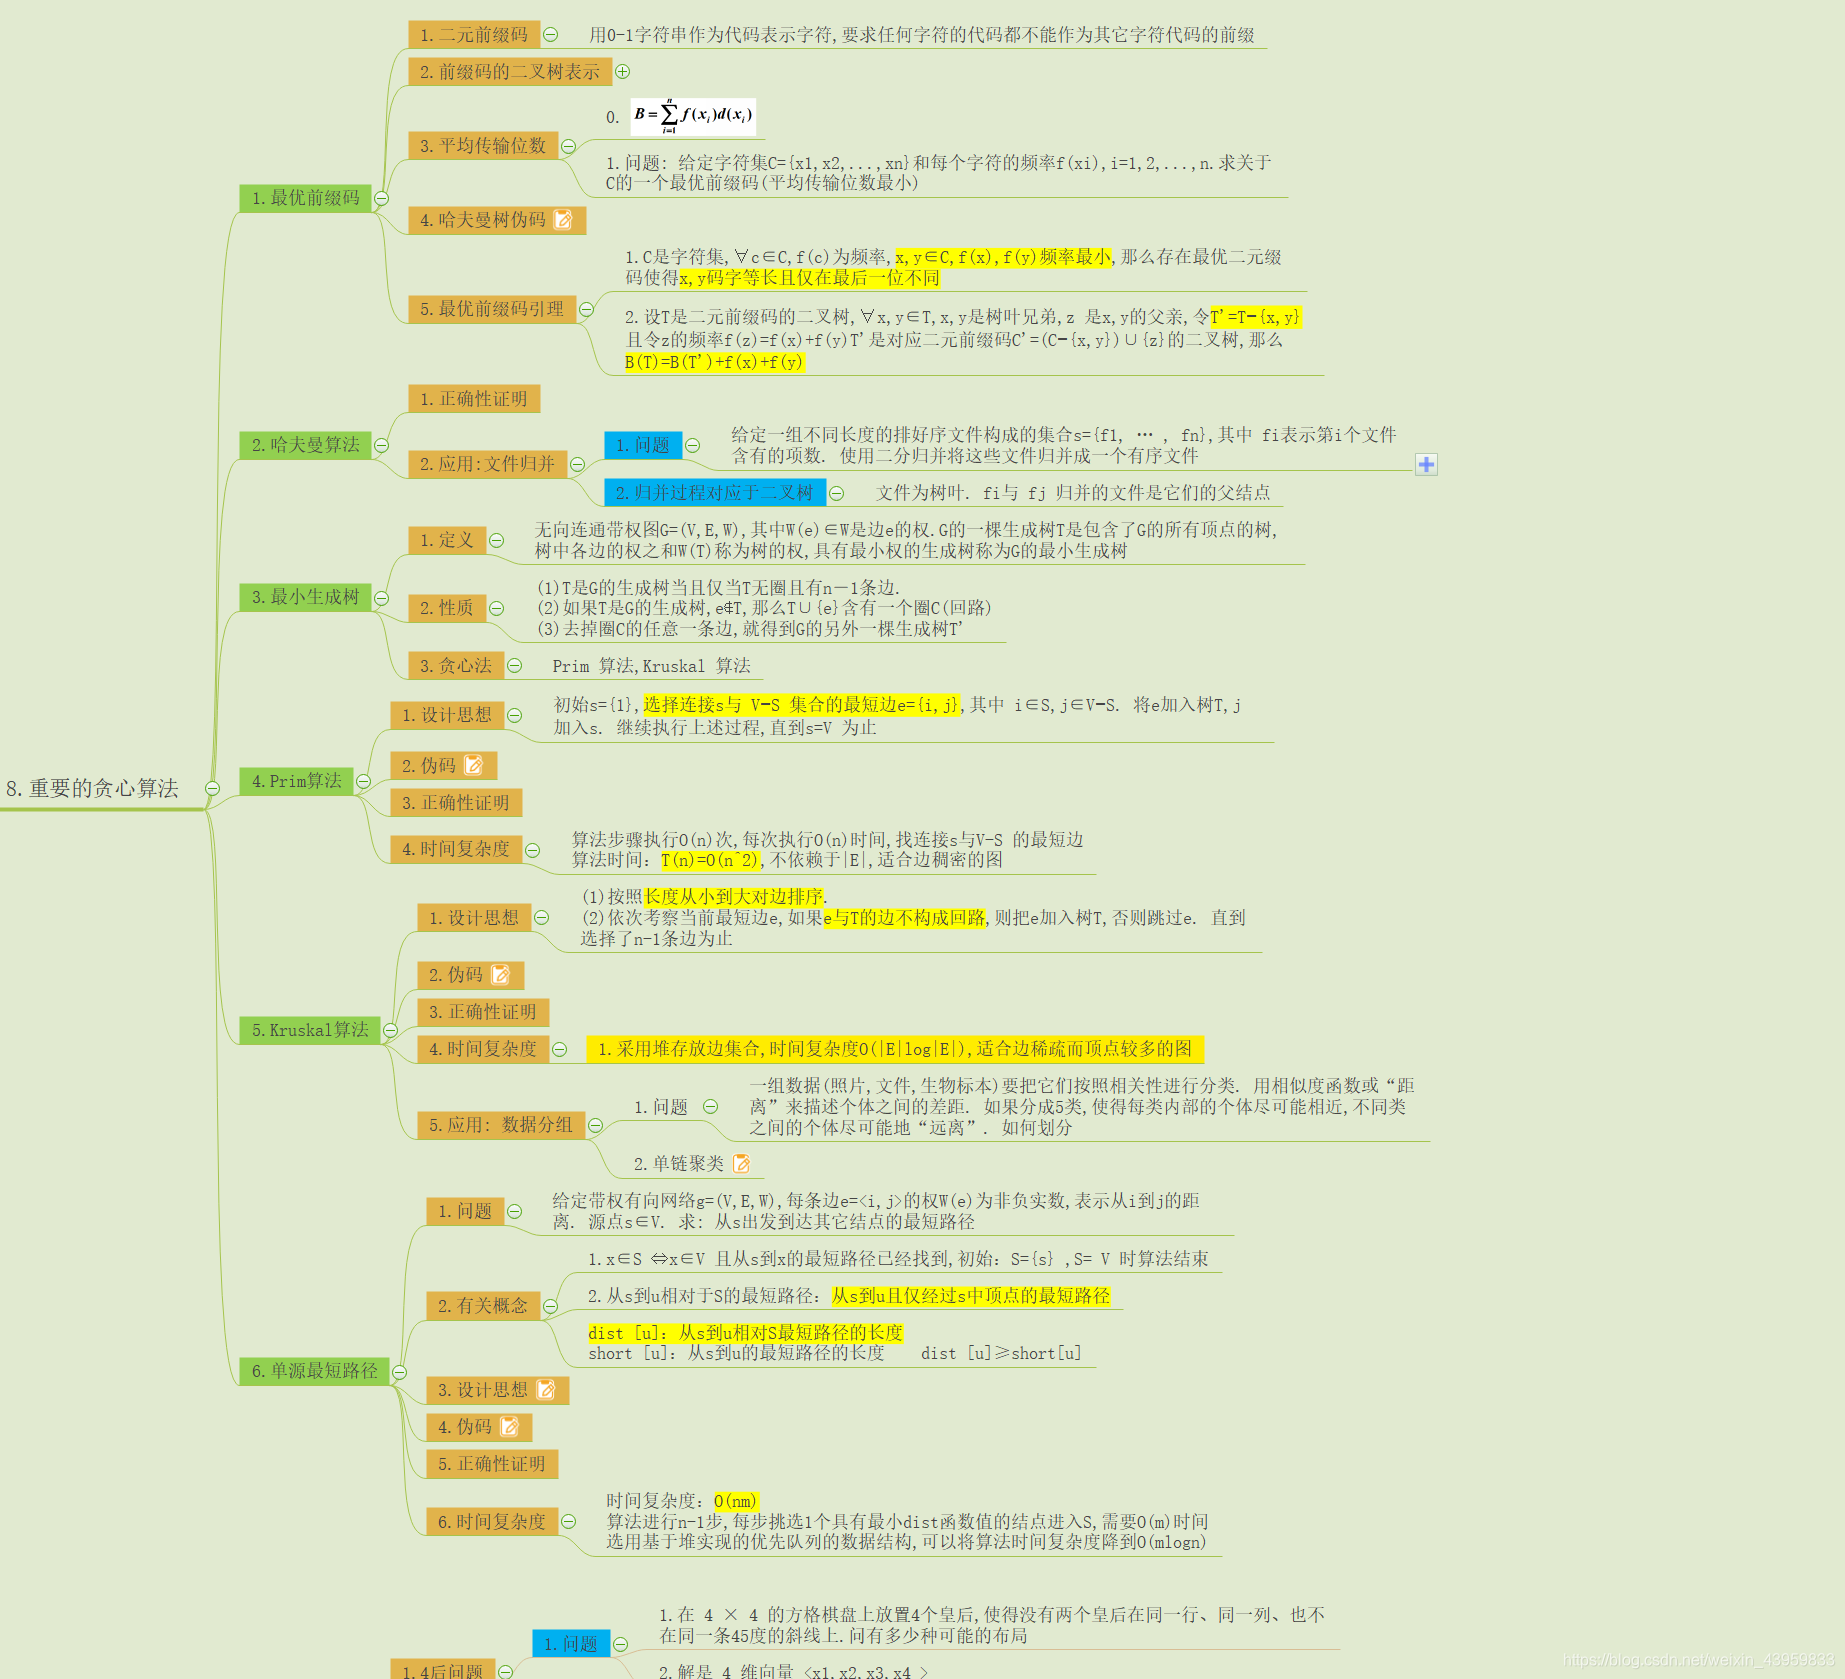 8.重要的贪心算法
1.最优前缀码
1.二元前缀码
用0-1字符串作为代码表示字符,要求任何字符的代码都不能作为其它字符代码的前缀
2.前缀码的二叉树表示
3.平均传输位数
0. B=∑f(xi)d(xi) n i=1
1.问题: 给定字符集C={x1,x2,...,xn}和每个字符的频率f(xi),i=1,2,...,n.求关于
C的一个最优前缀码(平均传输位数最小)
4.哈夫曼树伪码
5.最优前缀码引理
1.C是字符集,∀c∈C,f(c)为频率,x,y∈C,f(x),f(y)频率最小,那么存在最优二元缀
码使得x,y码字等长且仅在最后一位不同
2.设T是二元前缀码的二叉树,∀x,y∈T,x,y是树叶兄弟,z 是x,y的父亲,令T'=T-{x,y}
且令z的频率f(z)=f(x)+f(y)T'是对应二元前缀码C'=(C-{x,y})∪{z}的二叉树,那么
B(T)=B(T')+f(x)+f(y)
2.哈夫曼算法
1.正确性证明
2.应用:文件归并
1.问题
给定一组不同长度的排好序文件构成的集合s={f1, … , fn},其中 fi表示第i个文件
含有的项数. 使用二分归并将这些文件归并成一个有序文件
2.归并过程对应于二叉树
文件为树叶. fi与 fj 归并的文件是它们的父结点
3.最小生成树
1.定义
无向连通带权图G=(V,E,W),其中W(e)∈W是边e的权.G的一棵生成树T是包含了G的所有顶点的树,
树中各边的权之和W(T)称为树的权,具有最小权的生成树称为G的最小生成树
2.性质
(1)T是G的生成树当且仅当T无圈且有n－1条边.
(2)如果T是G的生成树,e∉T,那么T∪{e}含有一个圈C(回路)
(3)去掉圈C的任意一条边,就得到G的另外一棵生成树T'
3.贪心法
Prim 算法,Kruskal 算法
4.Prim算法
1.设计思想
初始s={1},选择连接s与 V-S 集合的最短边e={i,j},其中 i∈S,j∈V-S. 将e加入树T,j
加入s. 继续执行上述过程,直到s=V 为止
2.伪码
3.正确性证明
4.时间复杂度
算法步骤执行O(n)次,每次执行O(n)时间,找连接s与V-S 的最短边
算法时间：T(n)=O(n^2),不依赖于|E|,适合边稠密的图
5.Kruskal算法
1.设计思想
(1)按照长度从小到大对边排序.
(2)依次考察当前最短边e,如果e与T的边不构成回路,则把e加入树T,否则跳过e. 直到
选择了n-1条边为止
2.伪码
3.正确性证明
4.时间复杂度
1.采用堆存放边集合,时间复杂度O(|E|log|E|),适合边稀疏而顶点较多的图
5.应用: 数据分组
1.问题
一组数据(照片,文件,生物标本)要把它们按照相关性进行分类. 用相似度函数或“距
离”来描述个体之间的差距. 如果分成5类,使得每类内部的个体尽可能相近,不同类
之间的个体尽可能地“远离”. 如何划分
2.单链聚类
6.单源最短路径
1.问题
给定带权有向网络g=(V,E,W),每条边e=<i,j>的权W(e)为非负实数,表示从i到j的距
离. 源点s∈V. 求: 从s出发到达其它结点的最短路径
2.有关概念
1.x∈S ⇔x∈V 且从s到x的最短路径已经找到,初始：S={s} ,S= V 时算法结束
2.从s到u相对于S的最短路径：从s到u且仅经过s中顶点的最短路径
dist [u]：从s到u相对S最短路径的长度
short [u]：从s到u的最短路径的长度 dist [u]≥short[u]
3.设计思想
4.伪码
5.正确性证明
6.时间复杂度
时间复杂度：O(nm)
算法进行n-1步,每步挑选1个具有最小dist函数值的结点进入S,需要O(m)时间
选用基于堆实现的优先队列的数据结构,可以将算法时间复杂度降到O(mlogn)
1.4后问题
1.问题
1.在 4 × 4 的方格棋盘上放置4个皇后,使得没有两个皇后在同一行、同一列、也不
在同一条45度的斜线上.问有多少种可能的布局
2.解是 4 维向量 <x1,x2,x3,x4 >
https://blog.csdn.net/weixin_43959833